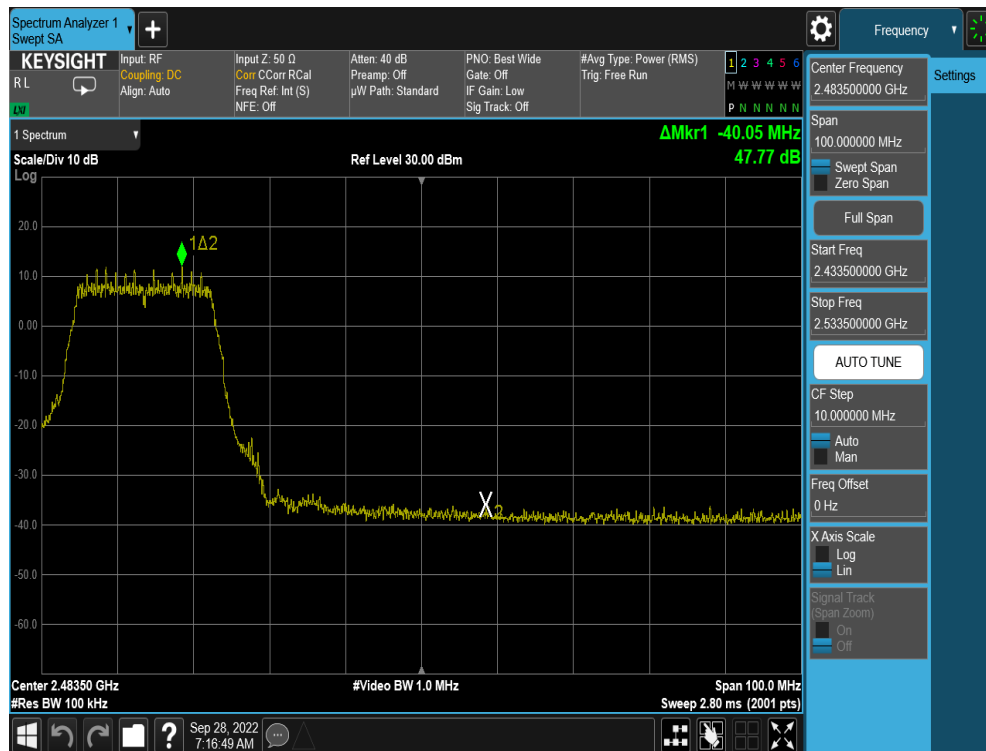 Spectrum Analyzer 1
Swept SA
+
Frequency
KEYSIGHT
R L
LXI
Input: RF
Coupling: DC
Align: Auto
Input Z: 50 Ω
Corr CCorr RCal
Freq Ref: Int (S)
NFE: Off
Atten: 40 dB
Preamp: Off
µW Path: Standard
PNO: Best Wide
Gate: Off
IF Gain: Low
Sig Track: Off
#Avg Type: Power (RMS)
Trig: Free Run
1 2 3 4 5 6
M W W W W W
P N N N N N
1 Spectrum
ΔMkr1 -40.05 MHz
47.77 dB
Scale/Div 10 dB
Ref Level 30.00 dBm
Log
20.0
10.0
0.00
-10.0
-20.0
-30.0
-40.0
-50.0
-60.0
1Δ2
X
2
Center 2.48350 GHz
#Video BW 1.0 MHz
Span 100.0 MHz
#Res BW 100 kHz
Sweep 2.80 ms (2001 pts)
Center Frequency
2.483500000 GHz
Settings
Span
100.000000 MHz
Swept Span
Zero Span
Full Span
Start Freq
2.433500000 GHz
Stop Freq
2.533500000 GHz
AUTO TUNE
CF Step
10.000000 MHz
Auto
Man
Freq Offset
0 Hz
X Axis Scale
Log
Lin
Signal Track
(Span Zoom)
On
Off
?
Sep 28, 2022
7:16:49 AM